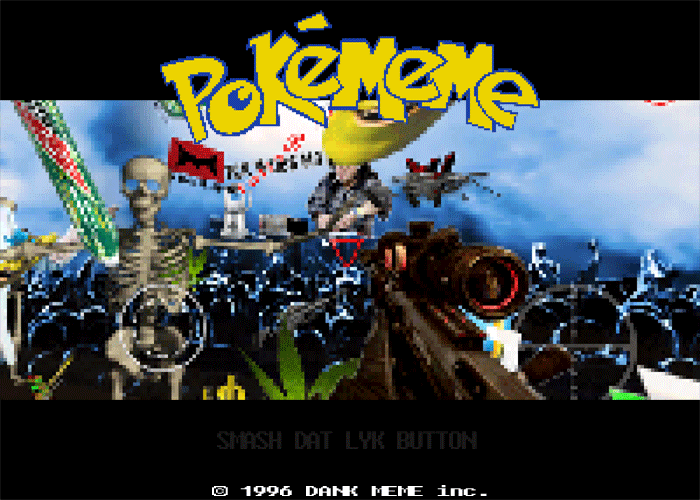 POKéMEME
SMASH DAT LYK BUTTON
© 1996 DANK MEME inc.